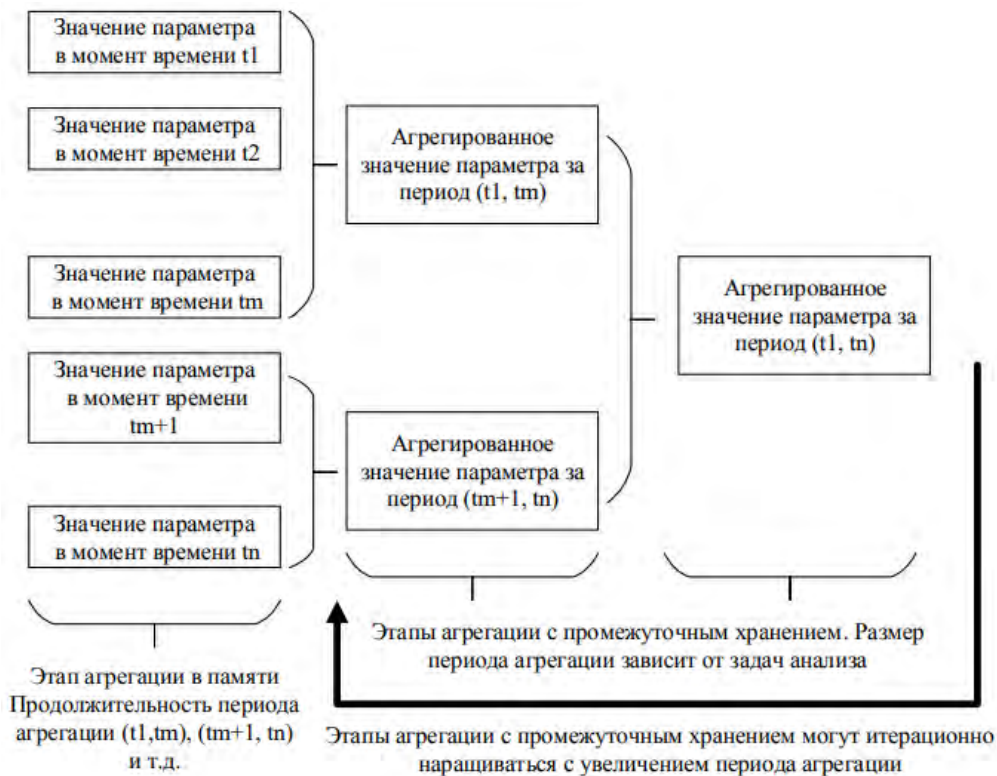 Значение параметра
в момент времени t1
Значение параметра
в момент времени t2
Значение параметра
в момент времени tm
Значение параметра
в момент времени
tm+1
Значение параметра
в момент времени tn
Агрегированное
значение параметра за
период (t1, tm)
Агрегированное
значение параметра за
период (tm+1, tn)
Агрегированное
значение параметра за
период (t1, tn)
Этап агрегации в памяти
Продолжительность периода
агрегации (t1,tm), (tm+1, tn)
и т.д.
Этапы агрегации с промежуточным хранением. Размер
периода агрегации зависит от задач анализа
Этапы агрегации с промежуточным хранением могут итерационно
наращиваться с увеличением периода агрегации